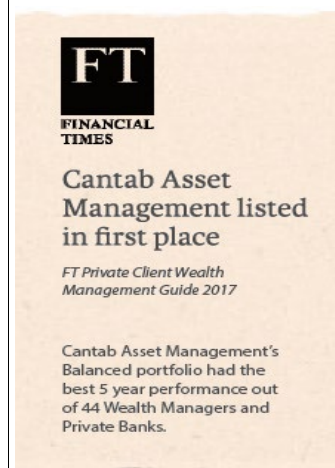 FT
FINANCIAL
TIMES
Cantab Asset
Management listed
in first place
FT Private Client Wealth
Management Guide 2017
Cantab Asset Management's
Balanced portfolio had the
best 5 year performance out
of 44 Wealth Managers and
Private Banks.